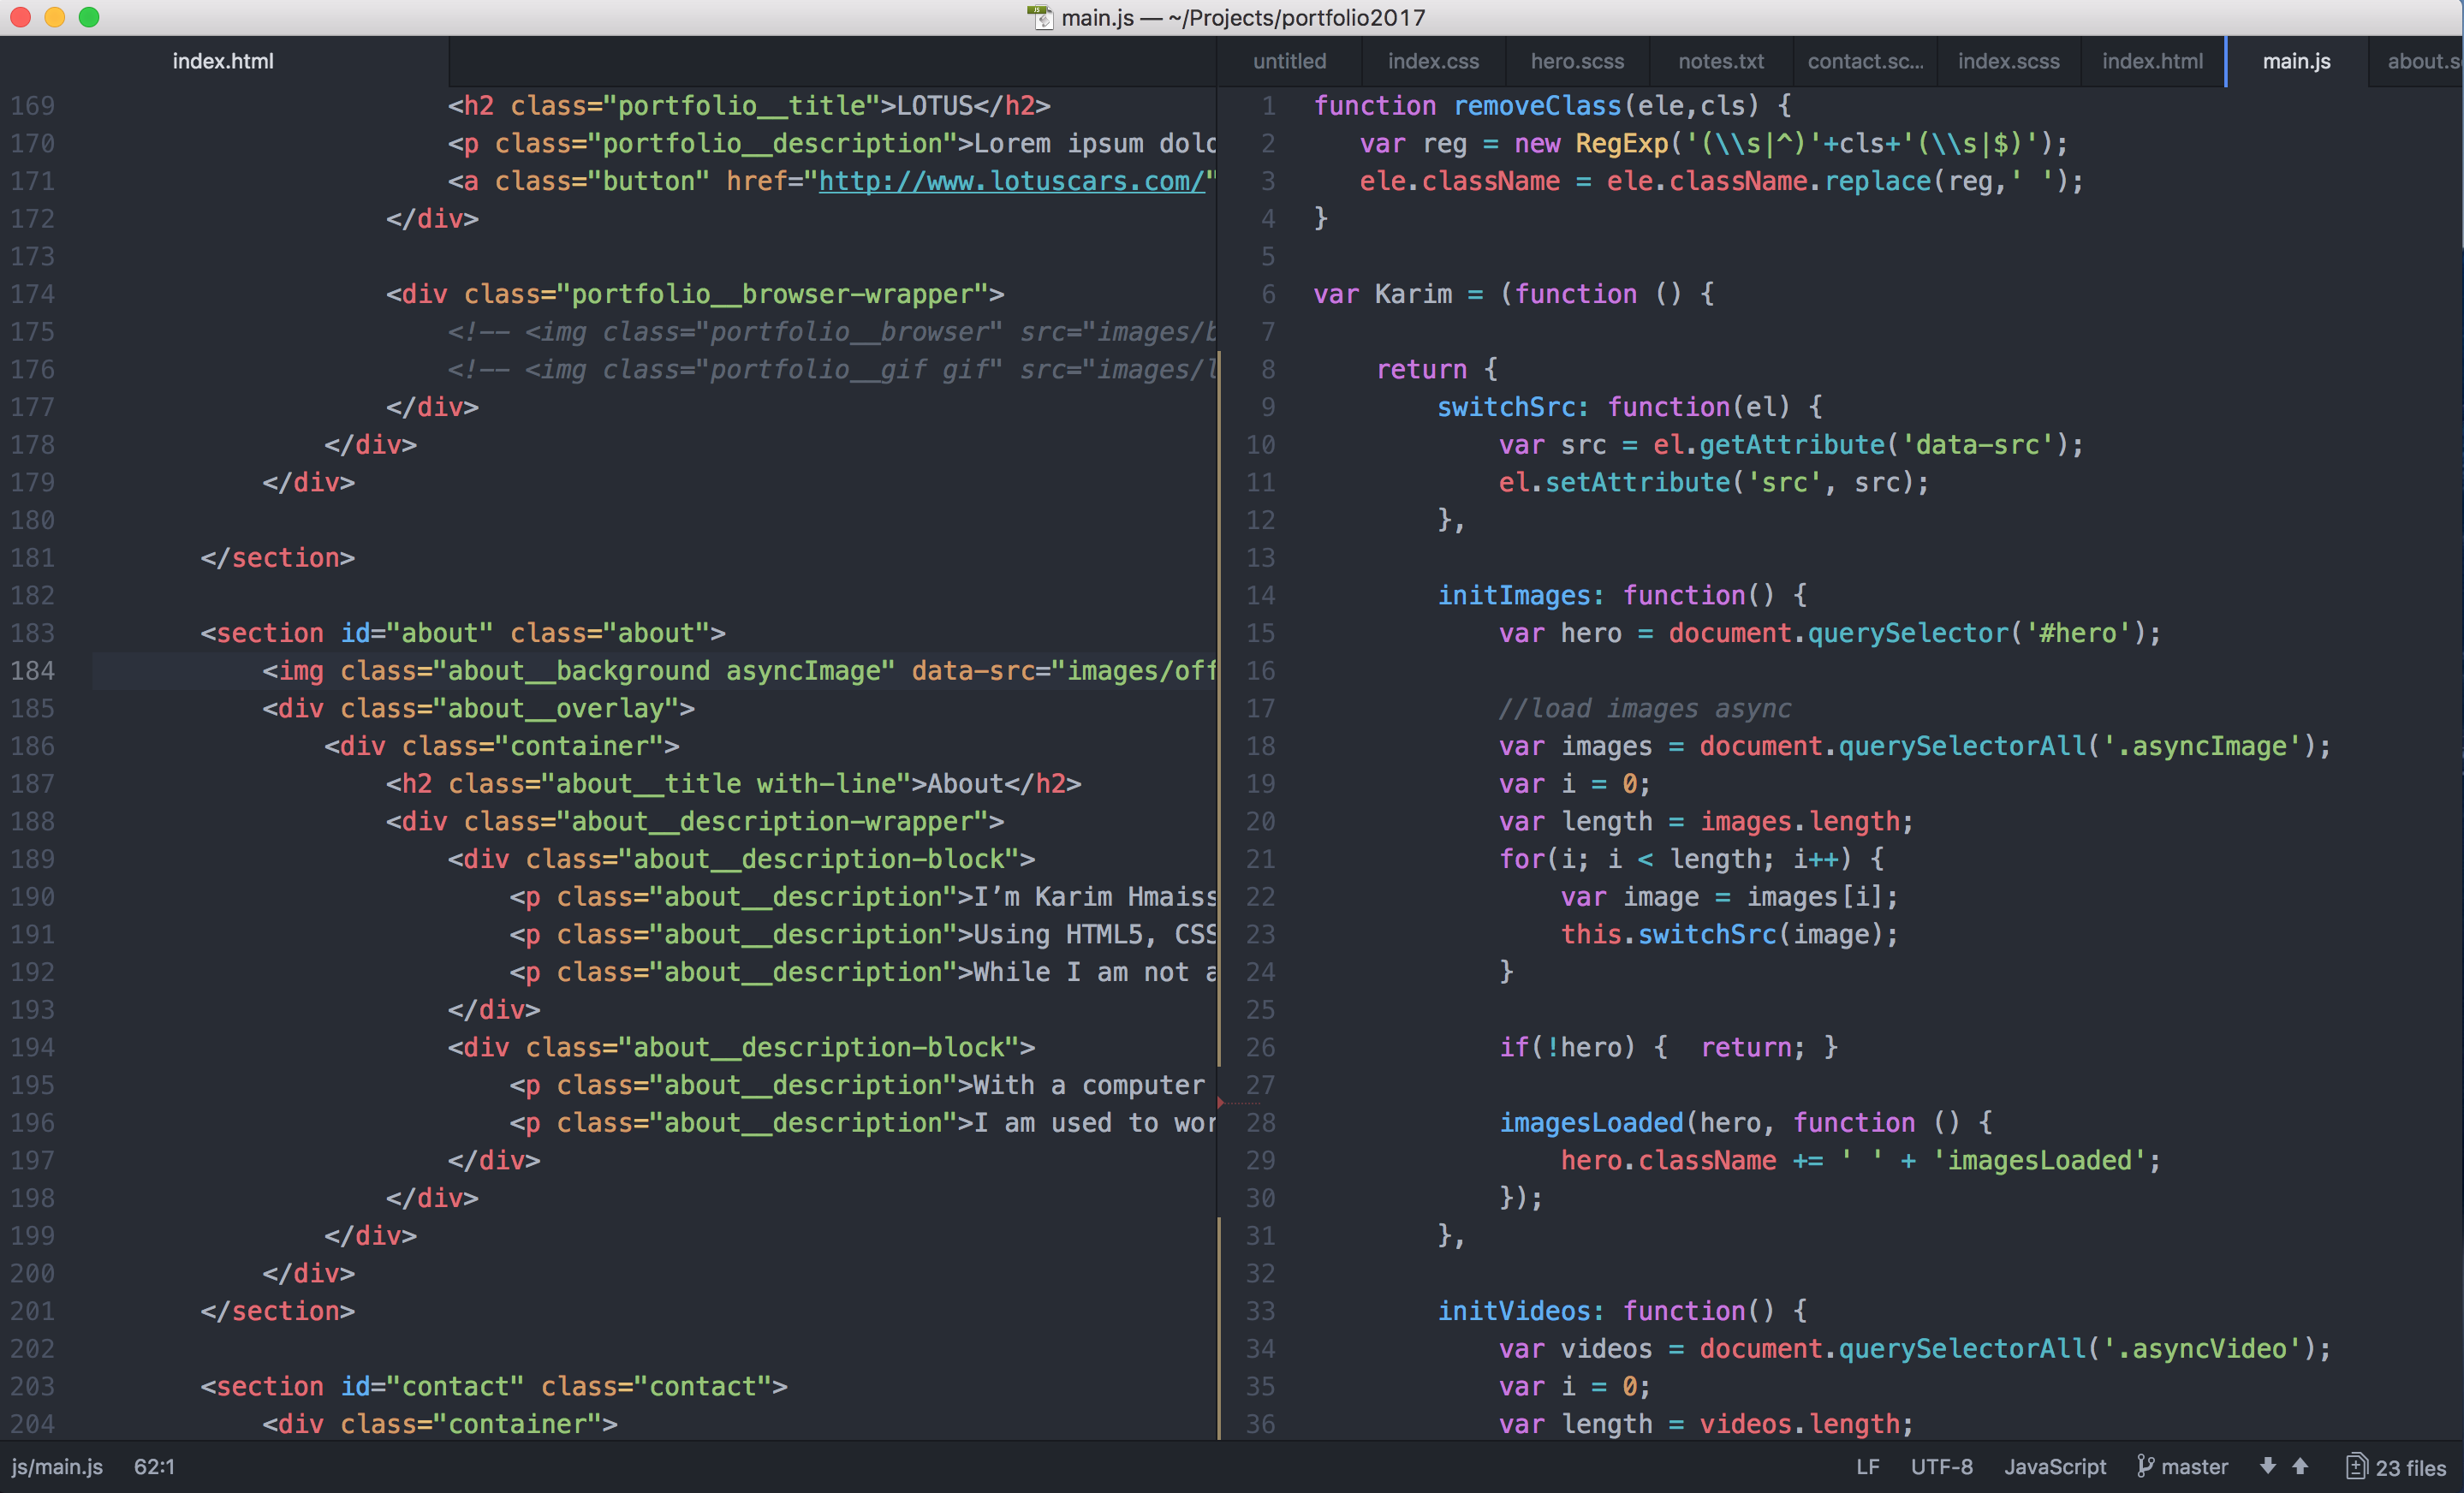 main.js — ~/Projects/portfolio2017
index.html
169 <h2 class="portfolio__title">LOTUS</h2>
170 <p class="portfolio__description">Lorem ipsum dolo
171 <a class="button" href="http://www.lotuscars.com/"
172 </div>
173
174 <div class="portfolio__browser-wrapper">
175 <!-- <img class="portfolio__browser" src="images/b
176 <!-- <img class="portfolio__gif gif" src="images/l
177 </div>
178 </div>
179 </div>
180
181 </section>
182
183 <section id="about" class="about">
184 <img class="about__background asyncImage" data-src="images/off
185 <div class="about__overlay">
186 <div class="container">
187 <h2 class="about__title with-line">About</h2>
188 <div class="about__description-wrapper">
189 <div class="about__description-block">
190 <p class="about__description">I’m Karim Hmaiss
191 <p class="about__description">Using HTML5, CSS
192 <p class="about__description">While I am not a
193 </div>
194 <div class="about__description-block">
195 <p class="about__description">With a computer
196 <p class="about__description">I am used to wor
197 </div>
198 </div>
199 </div>
200 </div>
201 </section>
202
203 <section id="contact" class="contact">
204 <div class="container">
untitled index.css hero.scss notes.txt contact.sc... index.scss index.html main.js about.s
1 function removeClass(ele,cls) {
2 var reg = new RegExp('(\\s|^)'+cls+'(\\s|$)');
3 ele.className = ele.className.replace(reg,' ');
4 }
5
6 var Karim = (function () {
7
8 return {
9 switchSrc: function(el) {
10 var src = el.getAttribute('data-src');
11 el.setAttribute('src', src);
12 },
13
14 initImages: function() {
15 var hero = document.querySelector('#hero');
16
17 //load images async
18 var images = document.querySelectorAll('.asyncImage');
19 var i = 0;
20 var length = images.length;
21 for(i; i < length; i++) {
22 var image = images[i];
23 this.switchSrc(image);
24 }
25
26 if(!hero) {  return; }
27
28 imagesLoaded(hero, function () {
29 hero.className += ' ' + 'imagesLoaded';
30 });
31 },
32
33 initVideos: function() {
34 var videos = document.querySelectorAll('.asyncVideo');
35 var i = 0;
36 var length = videos.length;
js/main.js 62:1 LF UTF-8 JavaScript master 23 files